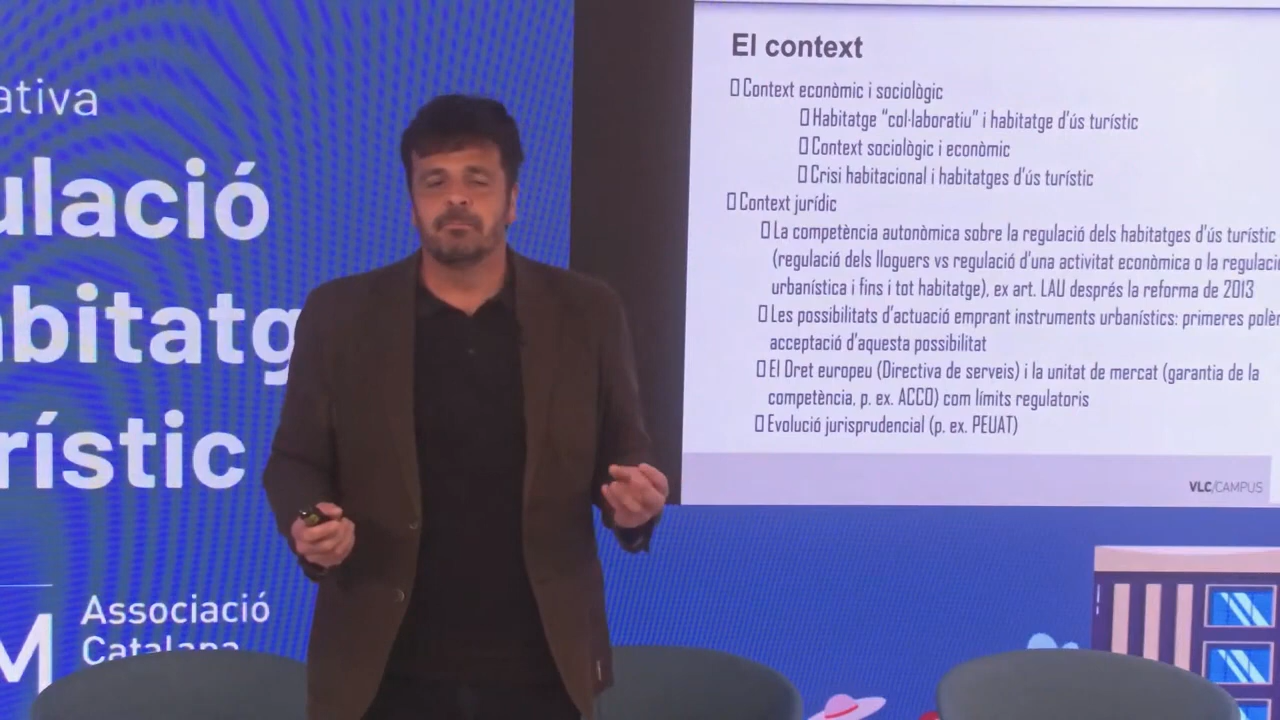 ativa
ulació
abitatg
rístic
M
Associació
Catalana
El context
Context econòmic i sociològic
Habitatge “col·laboratiu” i habitatge d’ús turístic
Context sociològic i econòmic
Crisi habitacional i habitatges d’ús turístic
Context jurídic
La competència autonòmica sobre la regulació dels habitatges d’ús turístic
(regulació dels lloguers vs regulació d’una activitat econòmica o la regulaci
urbanística i fins i tot habitatge), ex art. LAU després la reforma de 2013
Les possibilitats d’actuació emprant instruments urbanístics: primeres polèm
acceptació d’aquesta possibilitat
El Dret europeu (Directiva de serveis) i la unitat de mercat (garantia de la
competència, p. ex. ACCO) com límits regulatoris
Evolució jurisprudencial (p. ex. PEUAT)
VLC/CAMPUS